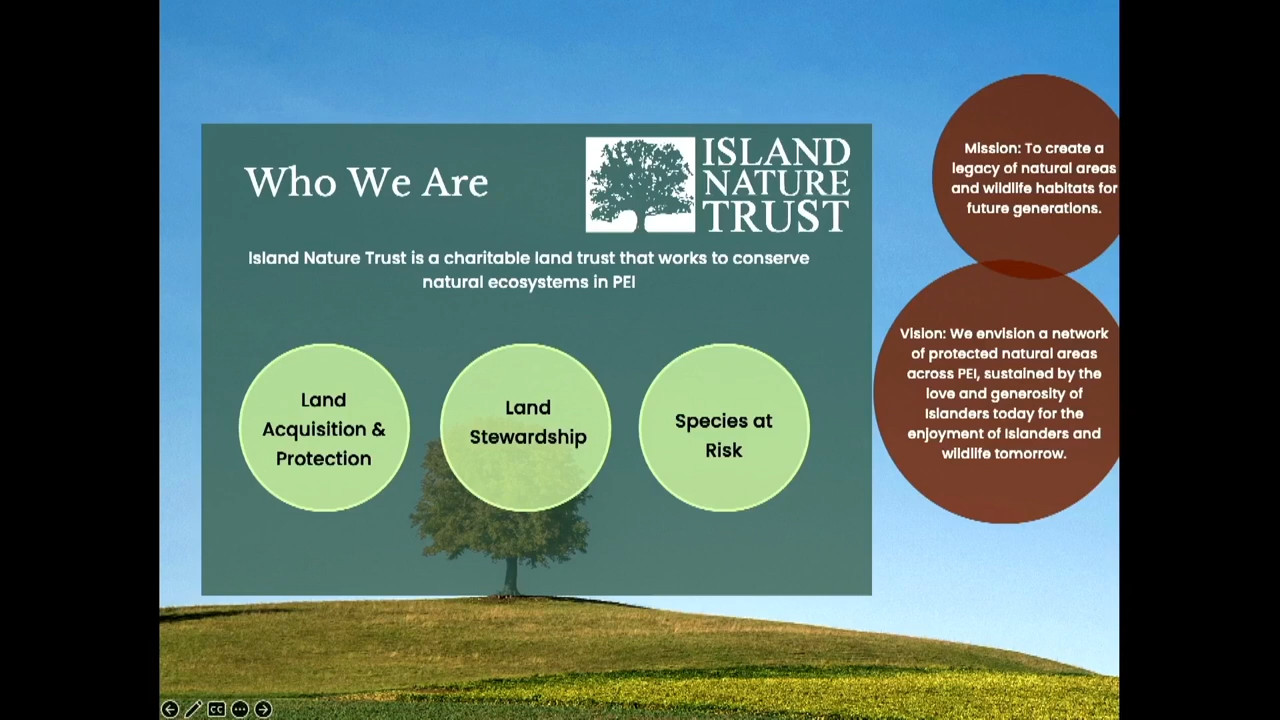 Who We Are
ISLAND
NATURE
TRUST
Island Nature Trust is a charitable land trust that works to conserve
natural ecosystems in PEI
Land
Acquisition &
Protection
Land
Stewardship
Species at
Risk
Mission: To create a
legacy of natural areas
and wildlife habitats for
future generations.
Vision: We envision a network
of protected natural areas
across PEI, sustained by the
love and generosity of
Islanders today for the
enjoyment of Islanders and
wildlife tomorrow.
CC